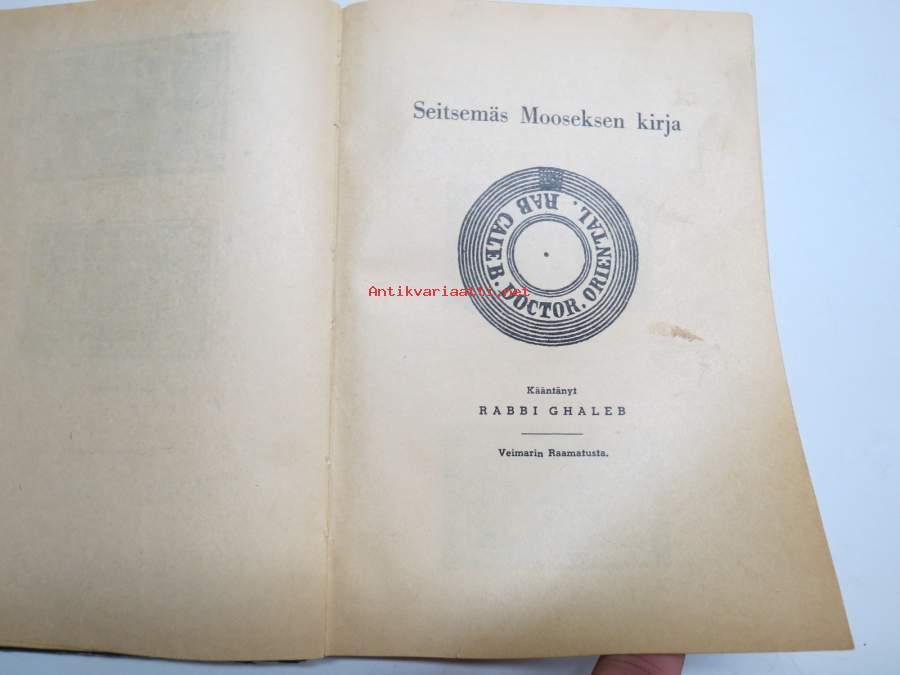 Seitsemäs Mooseksen kirja
RAB CALEB. DOCTOR. ORIENTAL.
Antikvariaatti.net
Kääntänyt
RABBI GHALEB
Veimarin Raamatusta.